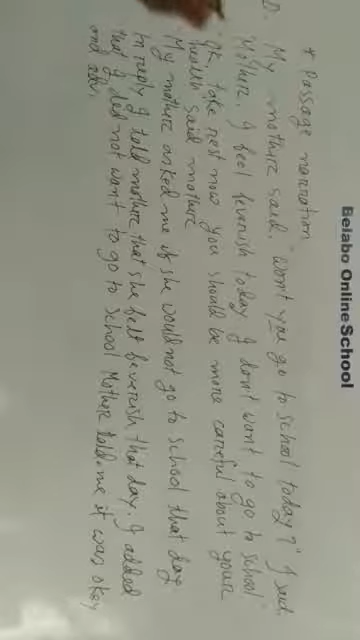 Belabo Online School
* Passage narration
D. My mother said, "Won't you go to school today?" I said,
Mother. I feel feverish today I don't want to go to school"
ok, take rest now you should be more careful about your
health said mother
My mother asked me if she would not go to school that day
In reply I told mother that she felt feverish that day. I added
that I did not want to go to school Mother told me it was okey,
and adv.